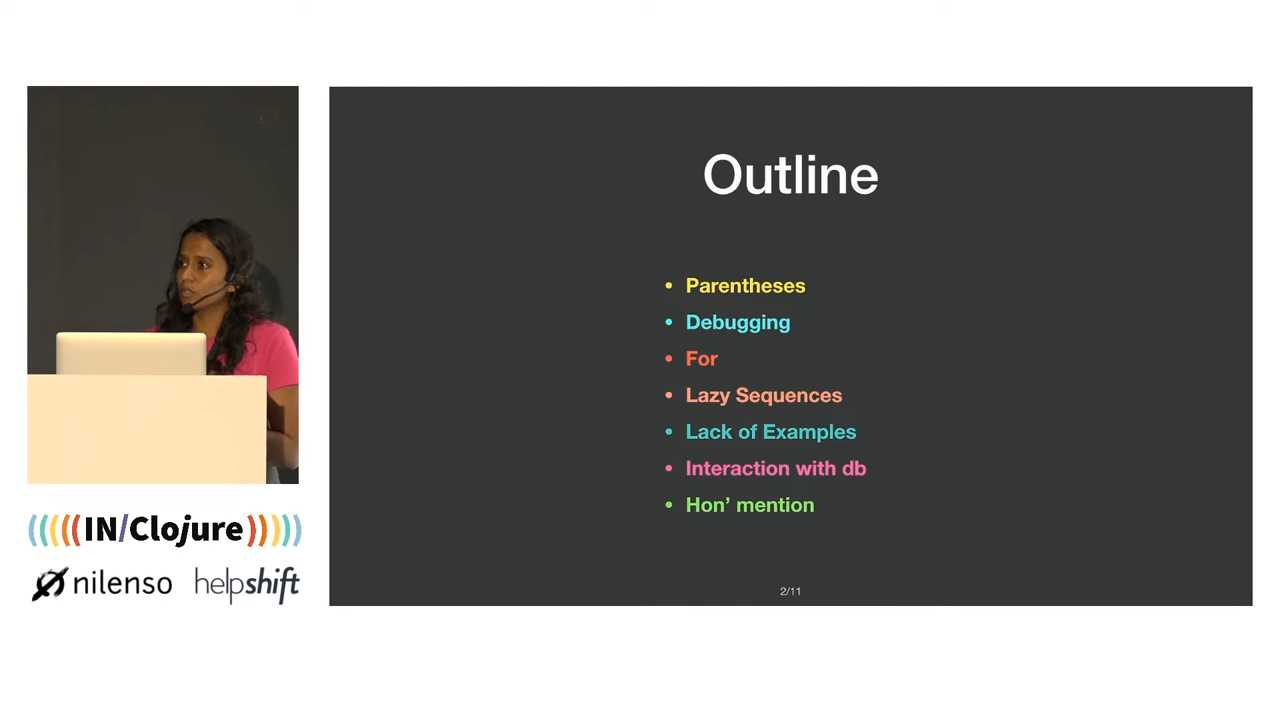 Outline
• Parentheses
• Debugging
• For
• Lazy Sequences
• Lack of Examples
• Interaction with db
• Hon’ mention
2/11
(((((IN/Clojure)))))
nilenso helpshift